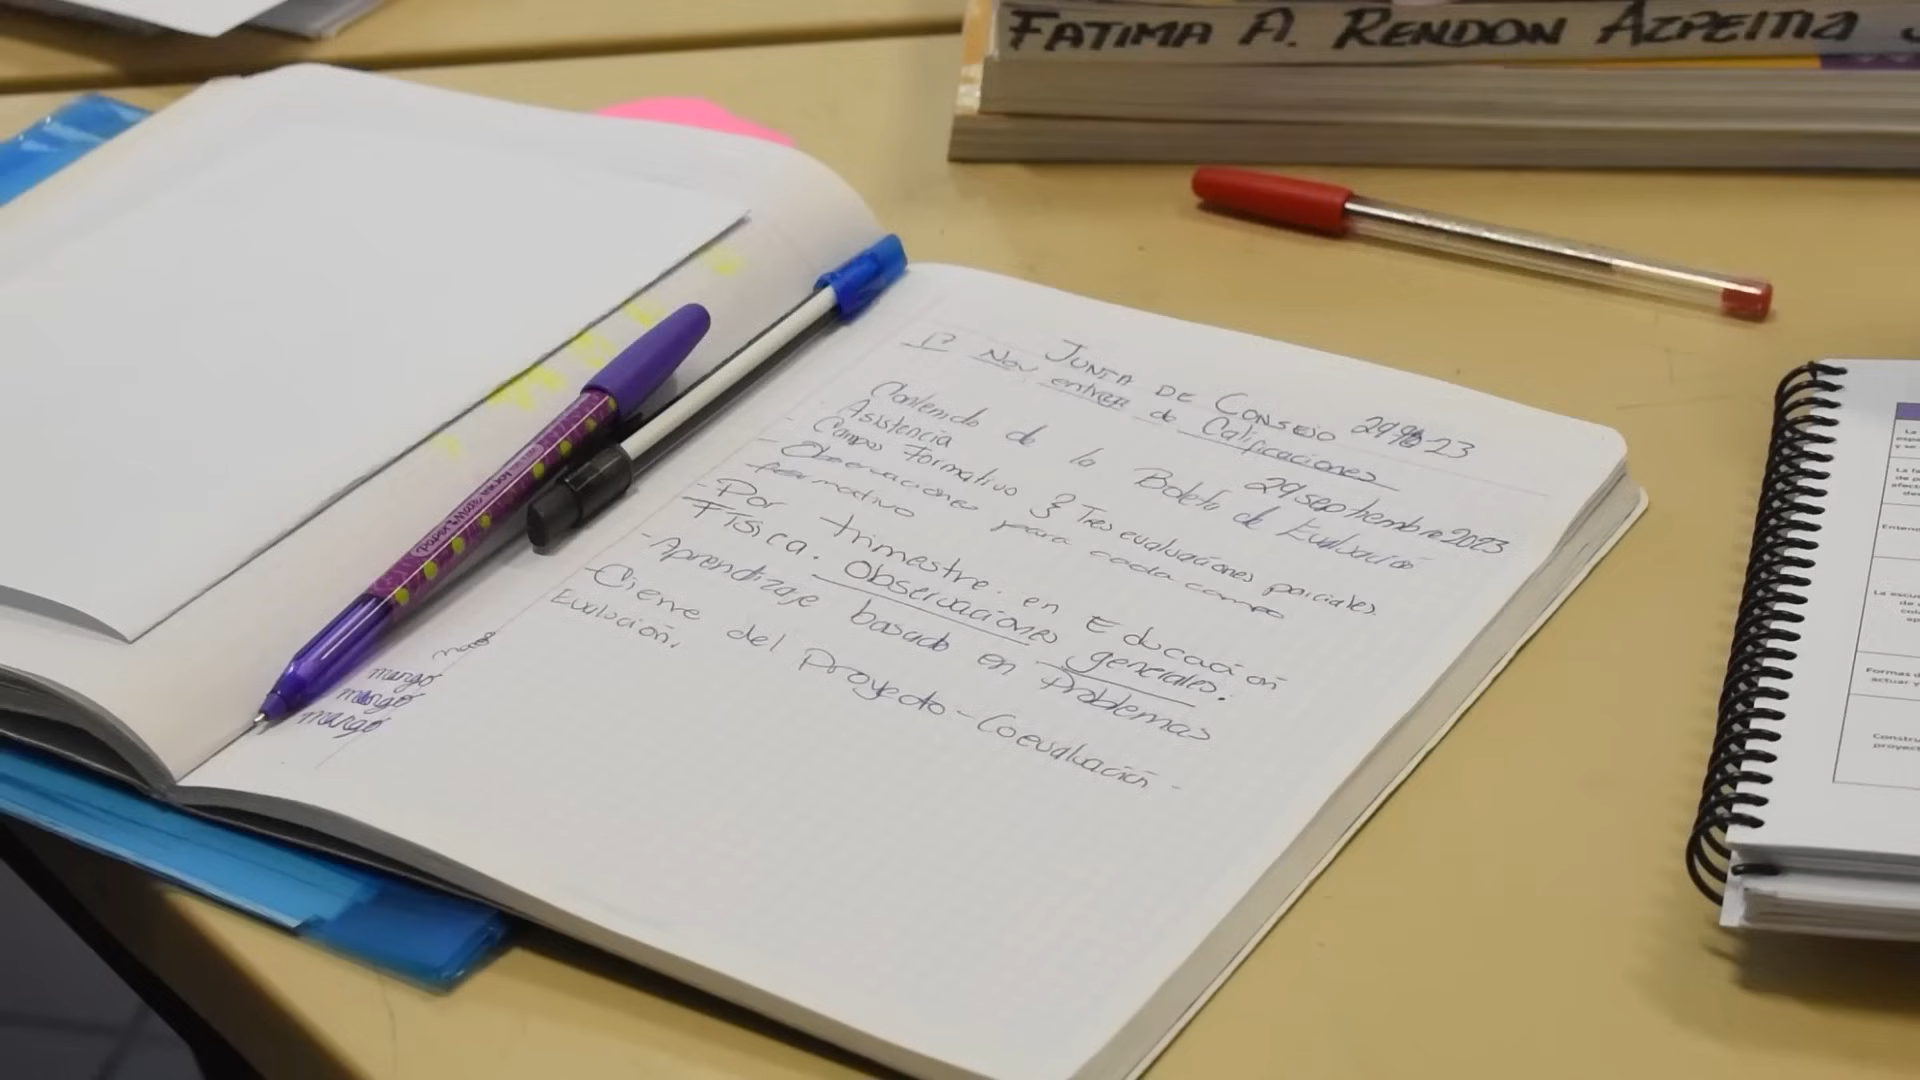 FATIMA A. RENDON AZPEITIA
JUNTA DE CONSEJO 29 23
17 Nov entrega de Calificaciones
29 septiembre 2023
Contenido de la Boleta de Evaluación
- Asistencia
- Campo Formativo 3 Tres evaluaciones parciales
- Observaciones para cada campo
formativo
- Por trimestre. en Educación
Física. Observaciones generales.
- Aprendizaje basado en Problemas
- Cierre del Proyecto - Coevaluación -
Evaluación.
margo
margo
margo